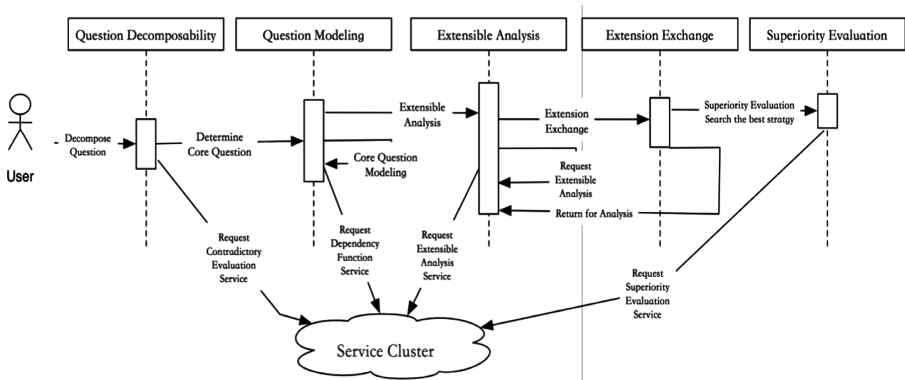 Question Decomposability
Question Modeling
Extensible Analysis
Extension Exchange
Superiority Evaluation
User
Decompose
Question
Determine
Core Question
Extensible
Analysis
Core Question
Modeling
Extension
Exchange
Request
Extensible
Analysis
Return for Analysis
Superiority Evaluation
Search the best stratgy
Request
Contradictory
Evaluation
Service
Request
Dependency
Function
Service
Request
Extensible
Analysis
Service
Request
Superiority
Evaluation
Service
Service Cluster